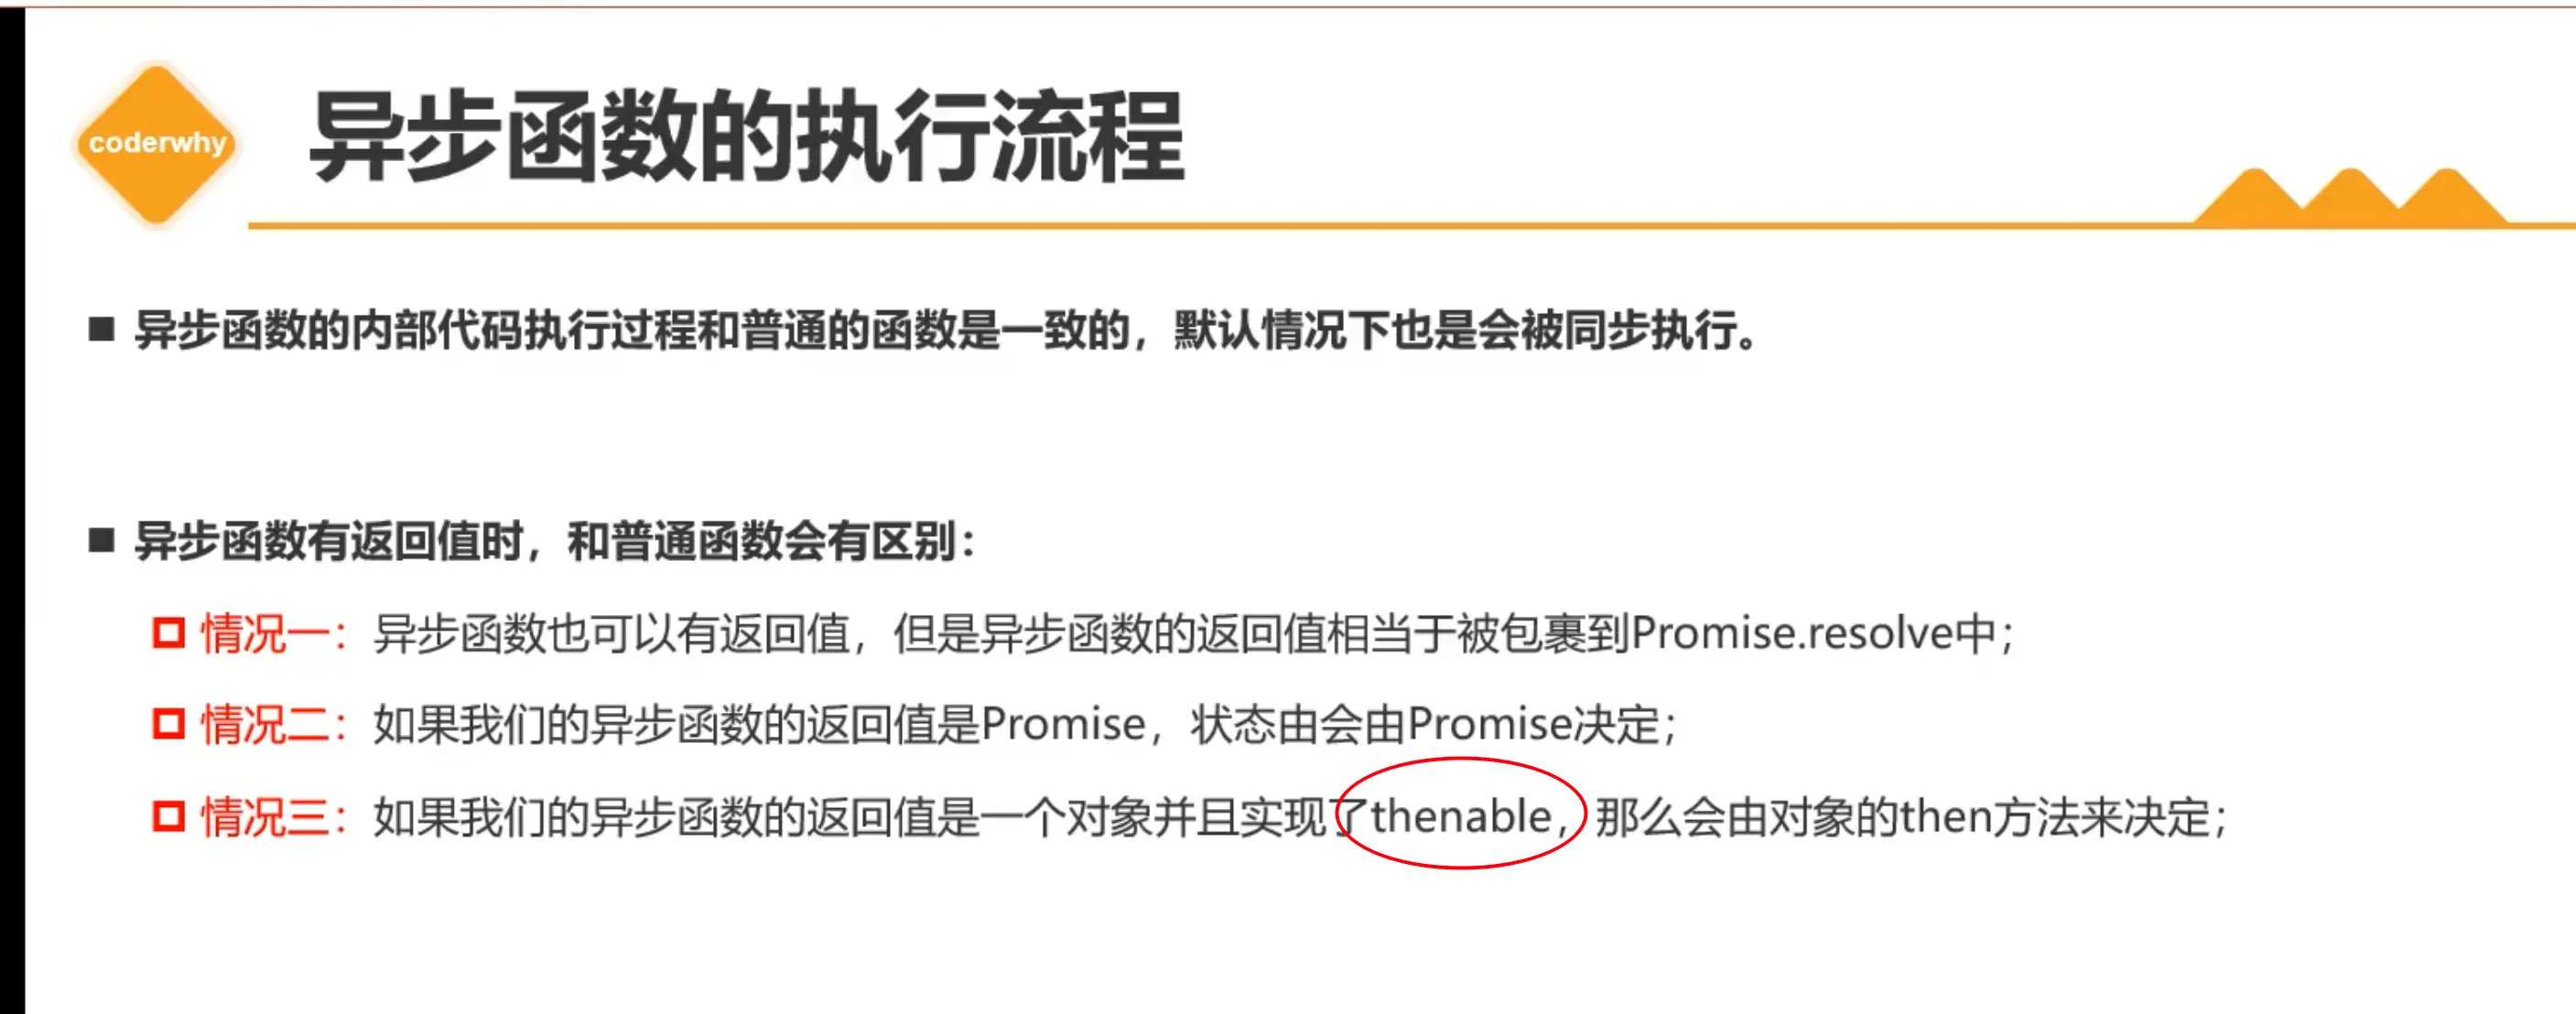 coderwhy
异步函数的执行流程
异步函数的内部代码执行过程和普通的函数是一致的，默认情况下也是会被同步执行。
异步函数有返回值时，和普通函数会有区别：
情况一：异步函数也可以有返回值，但是异步函数的返回值相当于被包裹到Promise.resolve中；
情况二：如果我们的异步函数的返回值是Promise，状态由会由Promise决定；
情况三：如果我们的异步函数的返回值是一个对象并且实现了thenable，那么会由对象的then方法来决定；